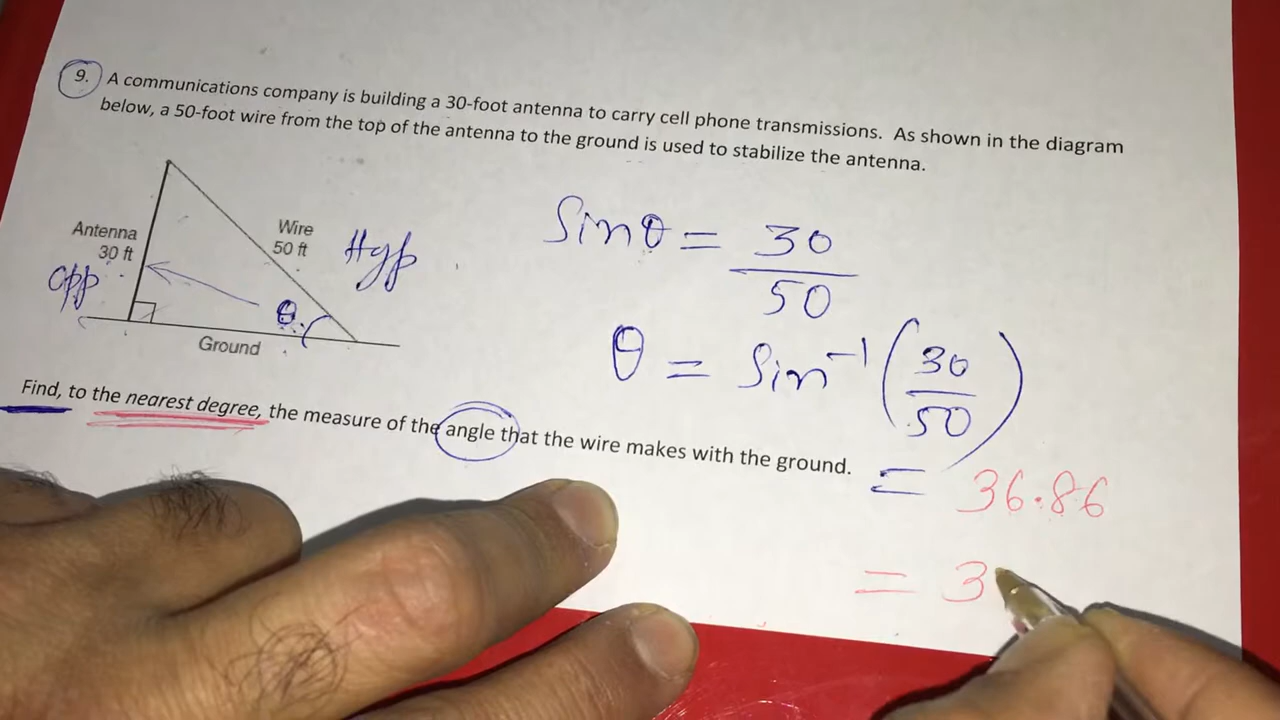 9. A communications company is building a 30-foot antenna to carry cell phone transmissions. As shown in the diagram
below, a 50-foot wire from the top of the antenna to the ground is used to stabilize the antenna.
Antenna
30 ft
Opp
Wire
50 ft
Hyp
θ
Ground
Sinθ = 30
50
θ = Sin⁻¹(30
50)
Find, to the nearest degree, the measure of the angle that the wire makes with the ground.
= 36.86
= 3